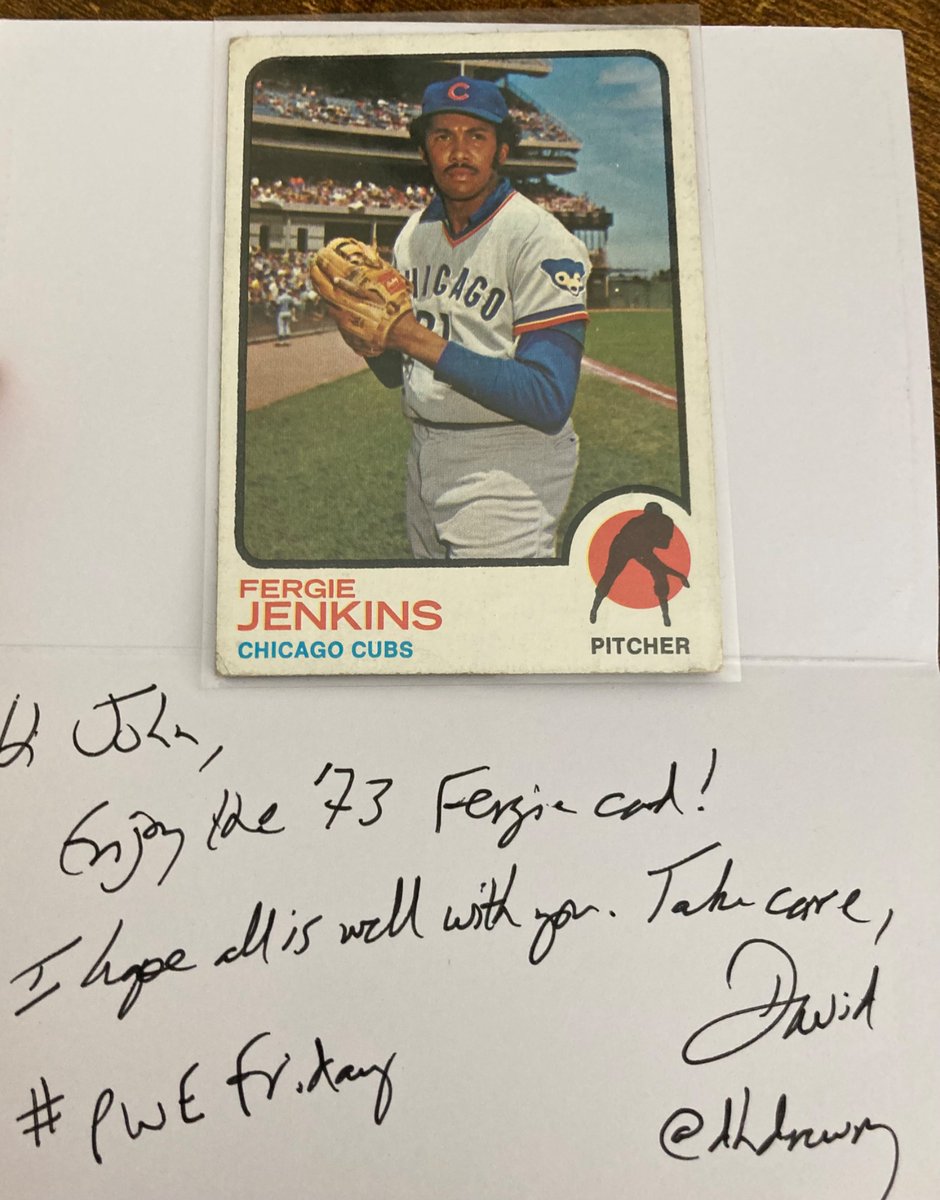 C
CHICAGO
31
FERGIE
JENKINS
CHICAGO CUBS
PITCHER
Hi John,
Enjoy the '73 Fergie card!
I hope all is well with you. Take care,
David
#PWE Friday